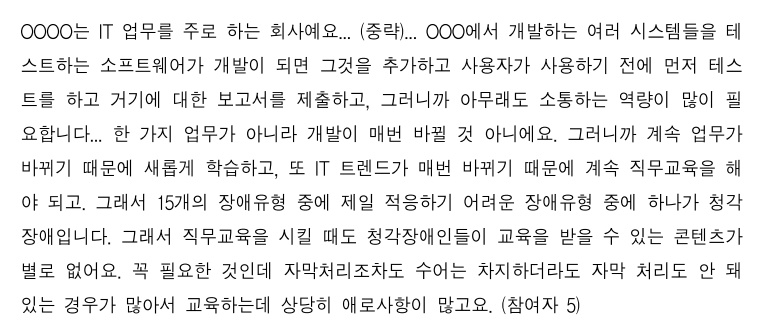 OOOO는 IT 업무를 주로 하는 회사예요... (중략)... OOO에서 개발하는 여러 시스템들을 테
스트하는 소프트웨어가 개발이 되면 그것을 추가하고 사용자가 사용하기 전에 먼저 테스
트를 하고 거기에 대한 보고서를 제출하고, 그러니까 아무래도 소통하는 역량이 많이 필
요합니다... 한 가지 업무가 아니라 개발이 매번 바뀔 것 아니에요. 그러니까 계속 업무가
바뀌기 때문에 새롭게 학습하고, 또 IT 트렌드가 매번 바뀌기 때문에 계속 직무교육을 해
야 되고. 그래서 15개의 장애유형 중에 제일 적응하기 어려운 장애유형 중에 하나가 청각
장애입니다. 그래서 직무교육을 시킬 때도 청각장애인들이 교육을 받을 수 있는 콘텐츠가
별로 없어요. 꼭 필요한 것인데 자막처리조차도 수어는 차지하더라도 자막 처리도 안 돼
있는 경우가 많아서 교육하는데 상당히 애로사항이 많고요. (참여자 5)